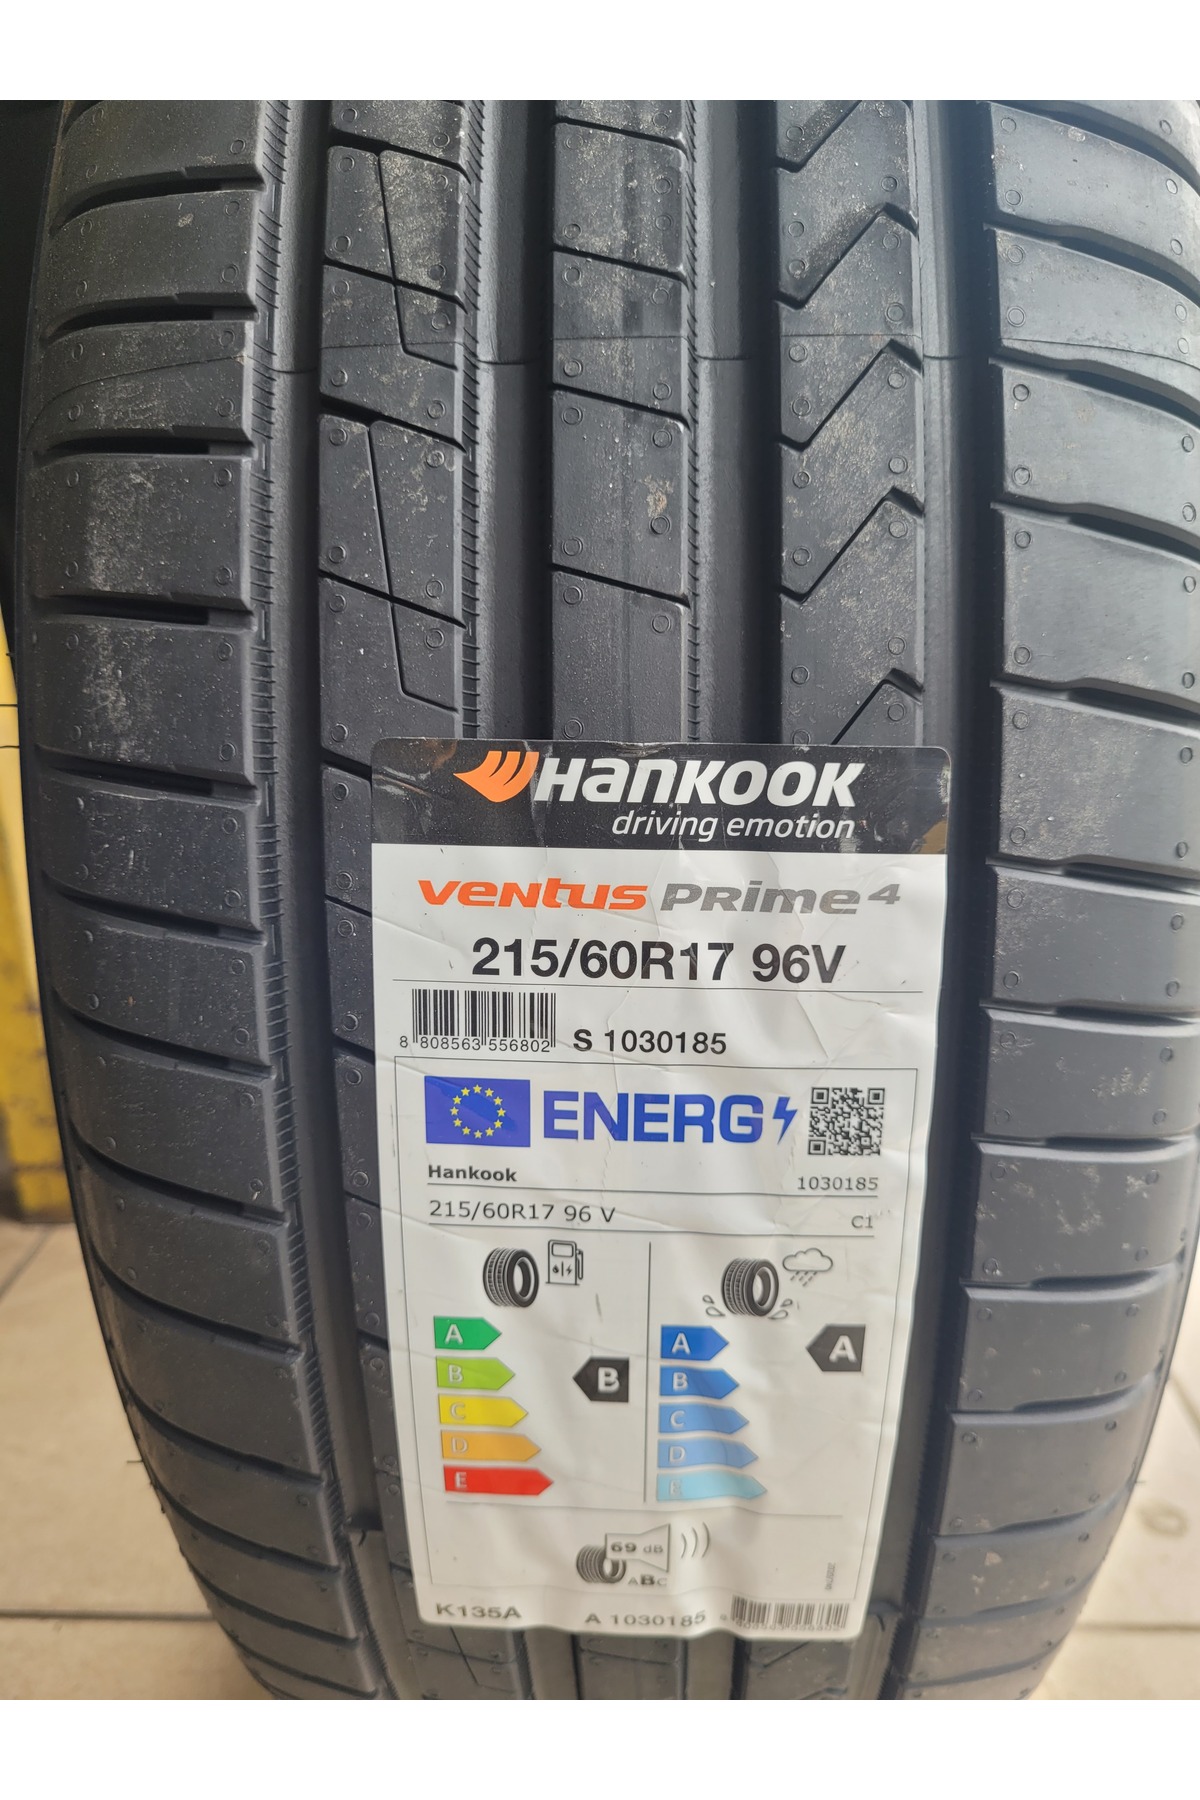 Hankook
driving emotion
ventus prime4
215/60R17 96V
8 808563 556802 S 1030185
ENERG
Hankook 1030185
215/60R17 96 V C1
A
B
C
D
E
B
A
B
C
D
E
A
69 dB
ABC
K135A A 1030185